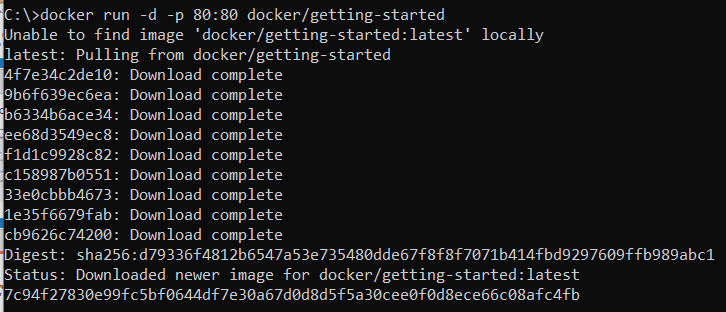 C:\>docker run -d -p 80:80 docker/getting-started
Unable to find image 'docker/getting-started:latest' locally
latest: Pulling from docker/getting-started
4f7e34c2de10: Download complete
9b6f639ec6ea: Download complete
b6334b6ace34: Download complete
ee68d3549ec8: Download complete
f1d1c9928c82: Download complete
c158987b0551: Download complete
33e0cbbb4673: Download complete
1e35f6679fab: Download complete
cb9626c74200: Download complete
Digest: sha256:d79336f4812b6547a53e735480dde67f8f8f7071b414fbd9297609ffb989abc1
Status: Downloaded newer image for docker/getting-started:latest
7c94f27830e99fc5bf0644df7e30a67d0d8d5f5a30cee0f0d8ece66c08afc4fb